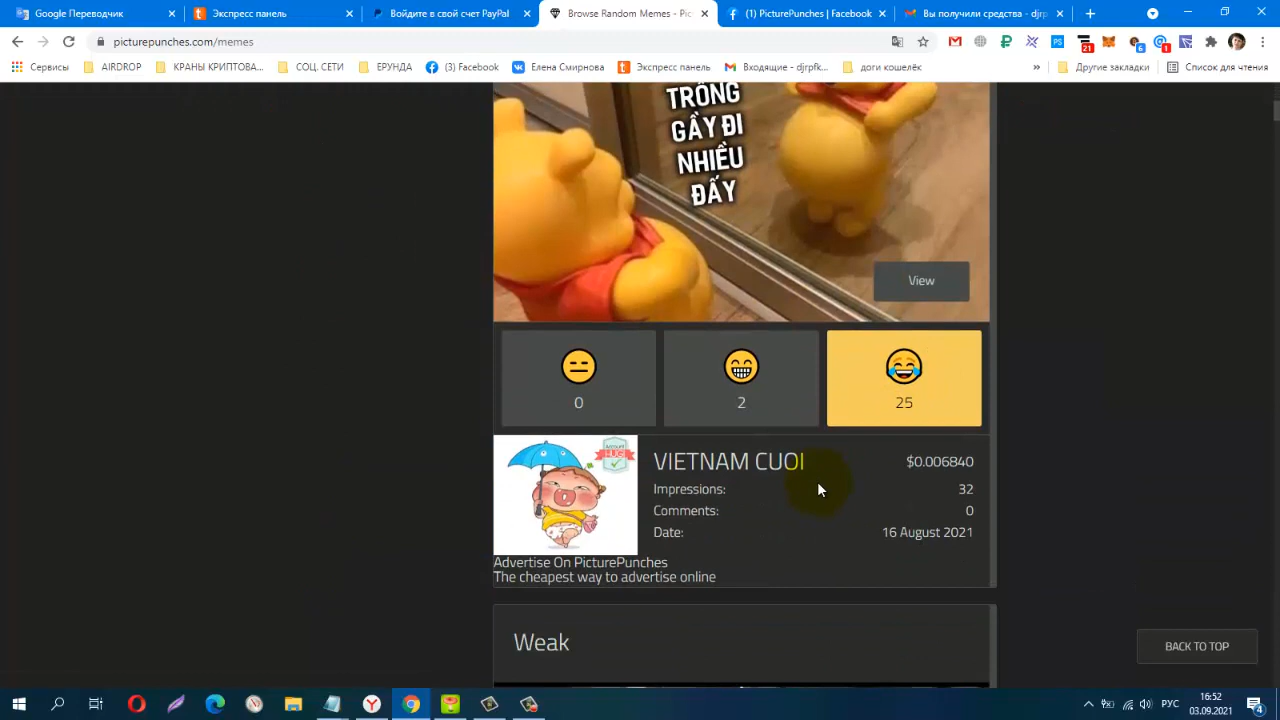 Google Переводчик
Экспресс панель
Войдите в свой счет PayPal
Browse Random Memes - Pic
(1) PicturePunches | Facebook
Вы получили средства - djrp
picturepunches.com/memes
21
6
1
Сервисы
AIRDROP
КРАНЫ КРИПТОВА...
СОЦ. СЕТИ
ЕРУНДА
(3) Facebook
Елена Смирнова
Экспресс панель
Входящие - djrpfk...
доги кошелёк
»
Другие закладки
Список для чтения
TRÔNG
GẦY ĐI
NHIỀU
ĐẤY
View
0
2
25
VIETNAM CUOI
$0.006840
Impressions:
32
Comments:
0
Date:
16 August 2021
Advertise On PicturePunches
The cheapest way to advertise online
Weak
BACK TO TOP
РУС
16:52
03.09.2021
4